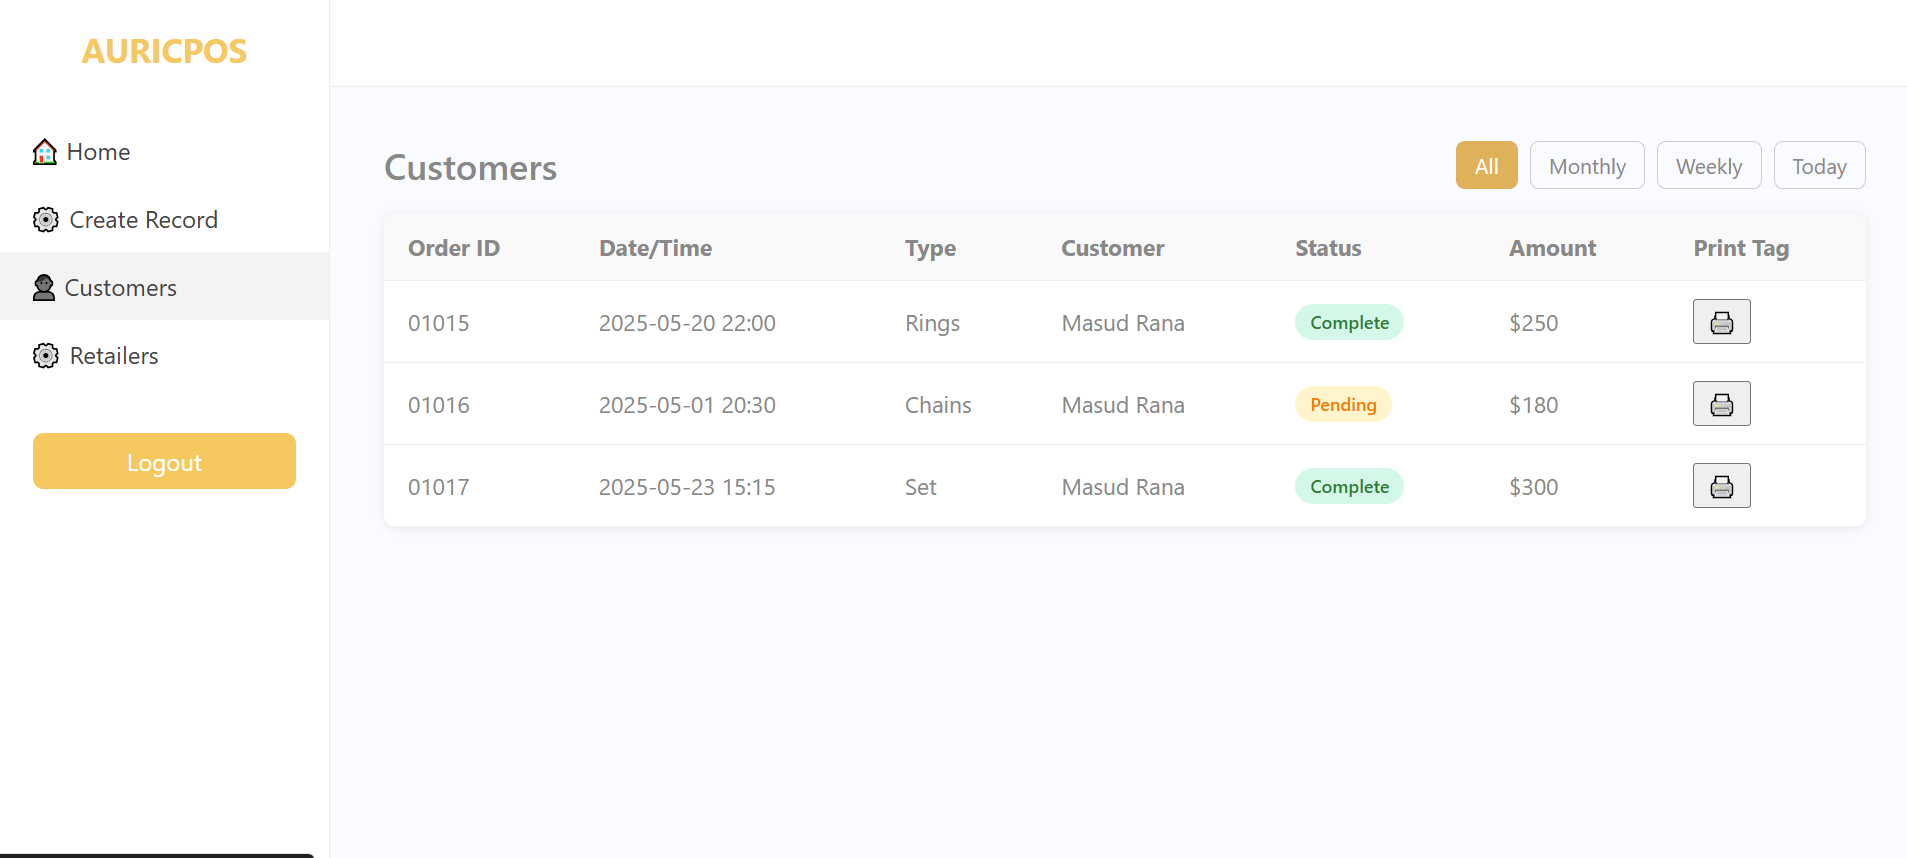 AURICPOS
Home
Create Record
Customers
Retailers
Logout
Customers
All Monthly Weekly Today
Order ID Date/Time Type Customer Status Amount Print Tag
01015 2025-05-20 22:00 Rings Masud Rana Complete $250
01016 2025-05-01 20:30 Chains Masud Rana Pending $180
01017 2025-05-23 15:15 Set Masud Rana Complete $300